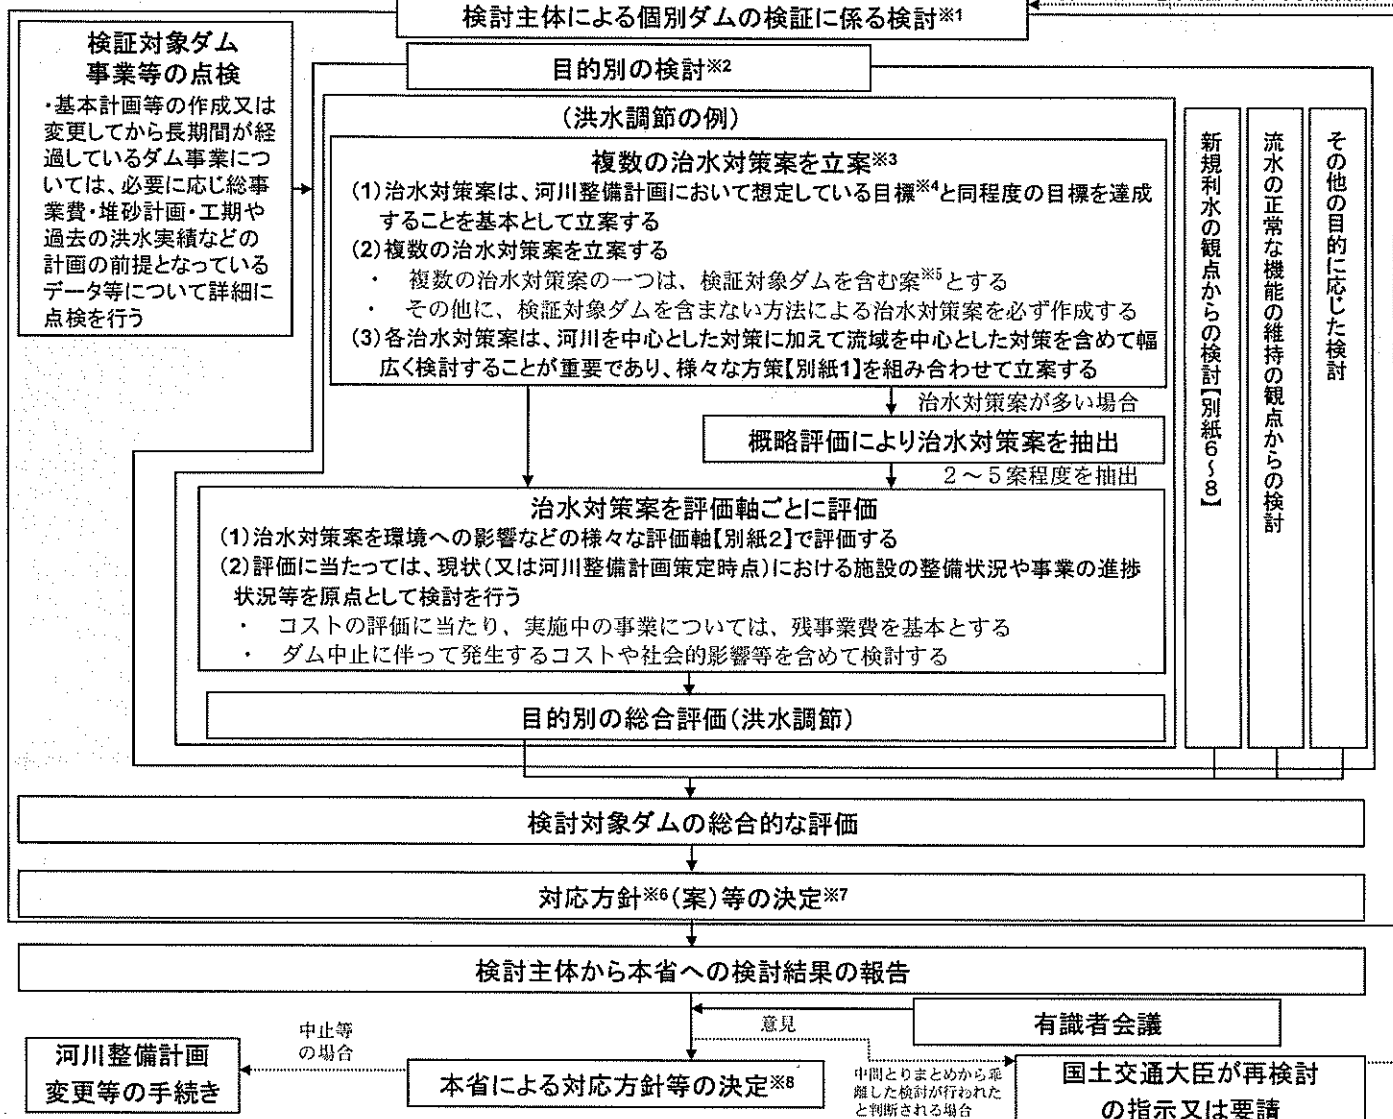 検討主体による個別ダムの検証に係る検討※1
検証対象ダム
事業等の点検
・基本計画等の作成又は
変更してから長期間が経
過しているダム事業につ
いては、必要に応じ総事
業費・堆砂計画・工期や
過去の洪水実績などの
計画の前提となっている
データ等について詳細に
点検を行う
目的別の検討※2
(洪水調節の例)
複数の治水対策案を立案※3
(1)治水対策案は、河川整備計画において想定している目標※4と同程度の目標を達成
することを基本として立案する
(2)複数の治水対策案を立案する
・ 複数の治水対策案の一つは、検証対象ダムを含む案※5とする
・ その他に、検証対象ダムを含まない方法による治水対策案を必ず作成する
(3)各治水対策案は、河川を中心とした対策に加えて流域を中心とした対策を含めて幅
広く検討することが重要であり、様々な方策【別紙1】を組み合わせて立案する
治水対策案が多い場合
概略評価により治水対策案を抽出
2～5案程度を抽出
治水対策案を評価軸ごとに評価
(1)治水対策案を環境への影響などの様々な評価軸【別紙2】で評価する
(2)評価に当たっては、現状(又は河川整備計画策定時点)における施設の整備状況や事業の進捗
状況等を原点として検討を行う
・ コストの評価に当たり、実施中の事業については、残事業費を基本とする
・ ダム中止に伴って発生するコストや社会的影響等を含めて検討する
目的別の総合評価(洪水調節)
新規利水の観点からの検討【別紙6～8】
流水の正常な機能の維持の観点からの検討
その他の目的に応じた検討
検討対象ダムの総合的な評価
対応方針※6(案)等の決定※7
検討主体から本省への検討結果の報告
意見
有識者会議
中止等
の場合
河川整備計画
変更等の手続き
本省による対応方針等の決定※8
中間とりまとめから乖
離した検討が行われた
と判断される場合
国土交通大臣が再検討
の指示又は要請